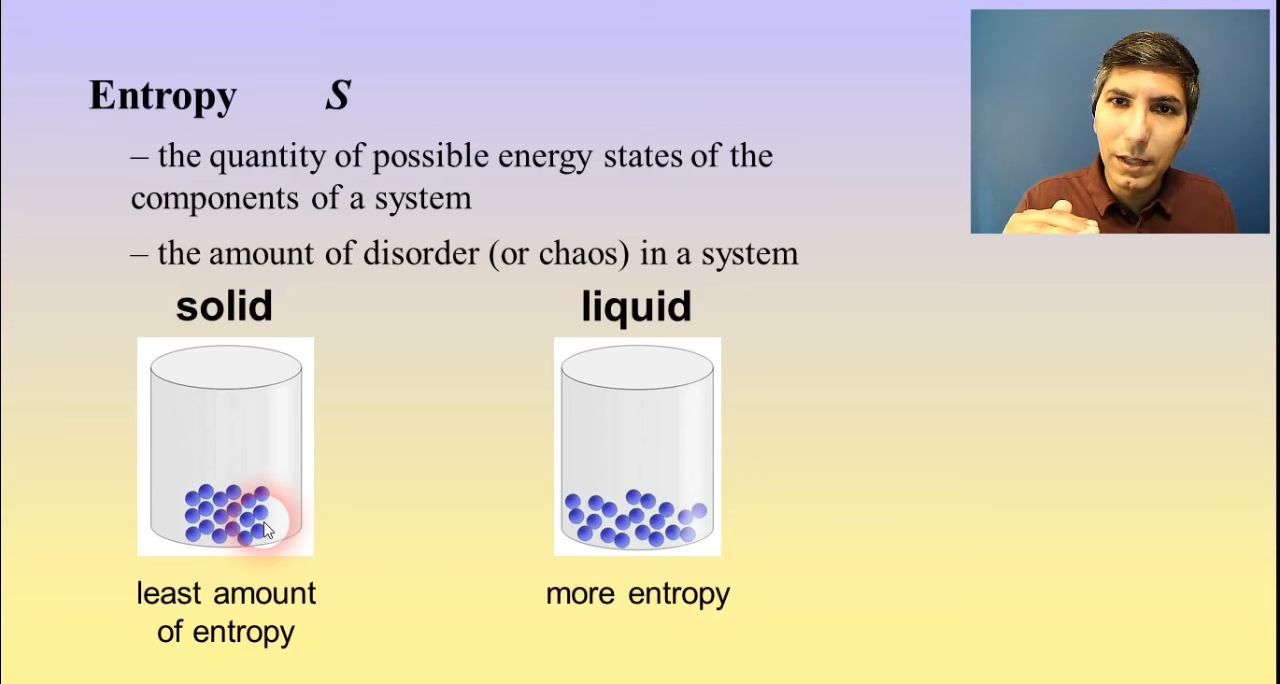 Entropy S
– the quantity of possible energy states of the
components of a system
– the amount of disorder (or chaos) in a system
solid
liquid
least amount
of entropy
more entropy